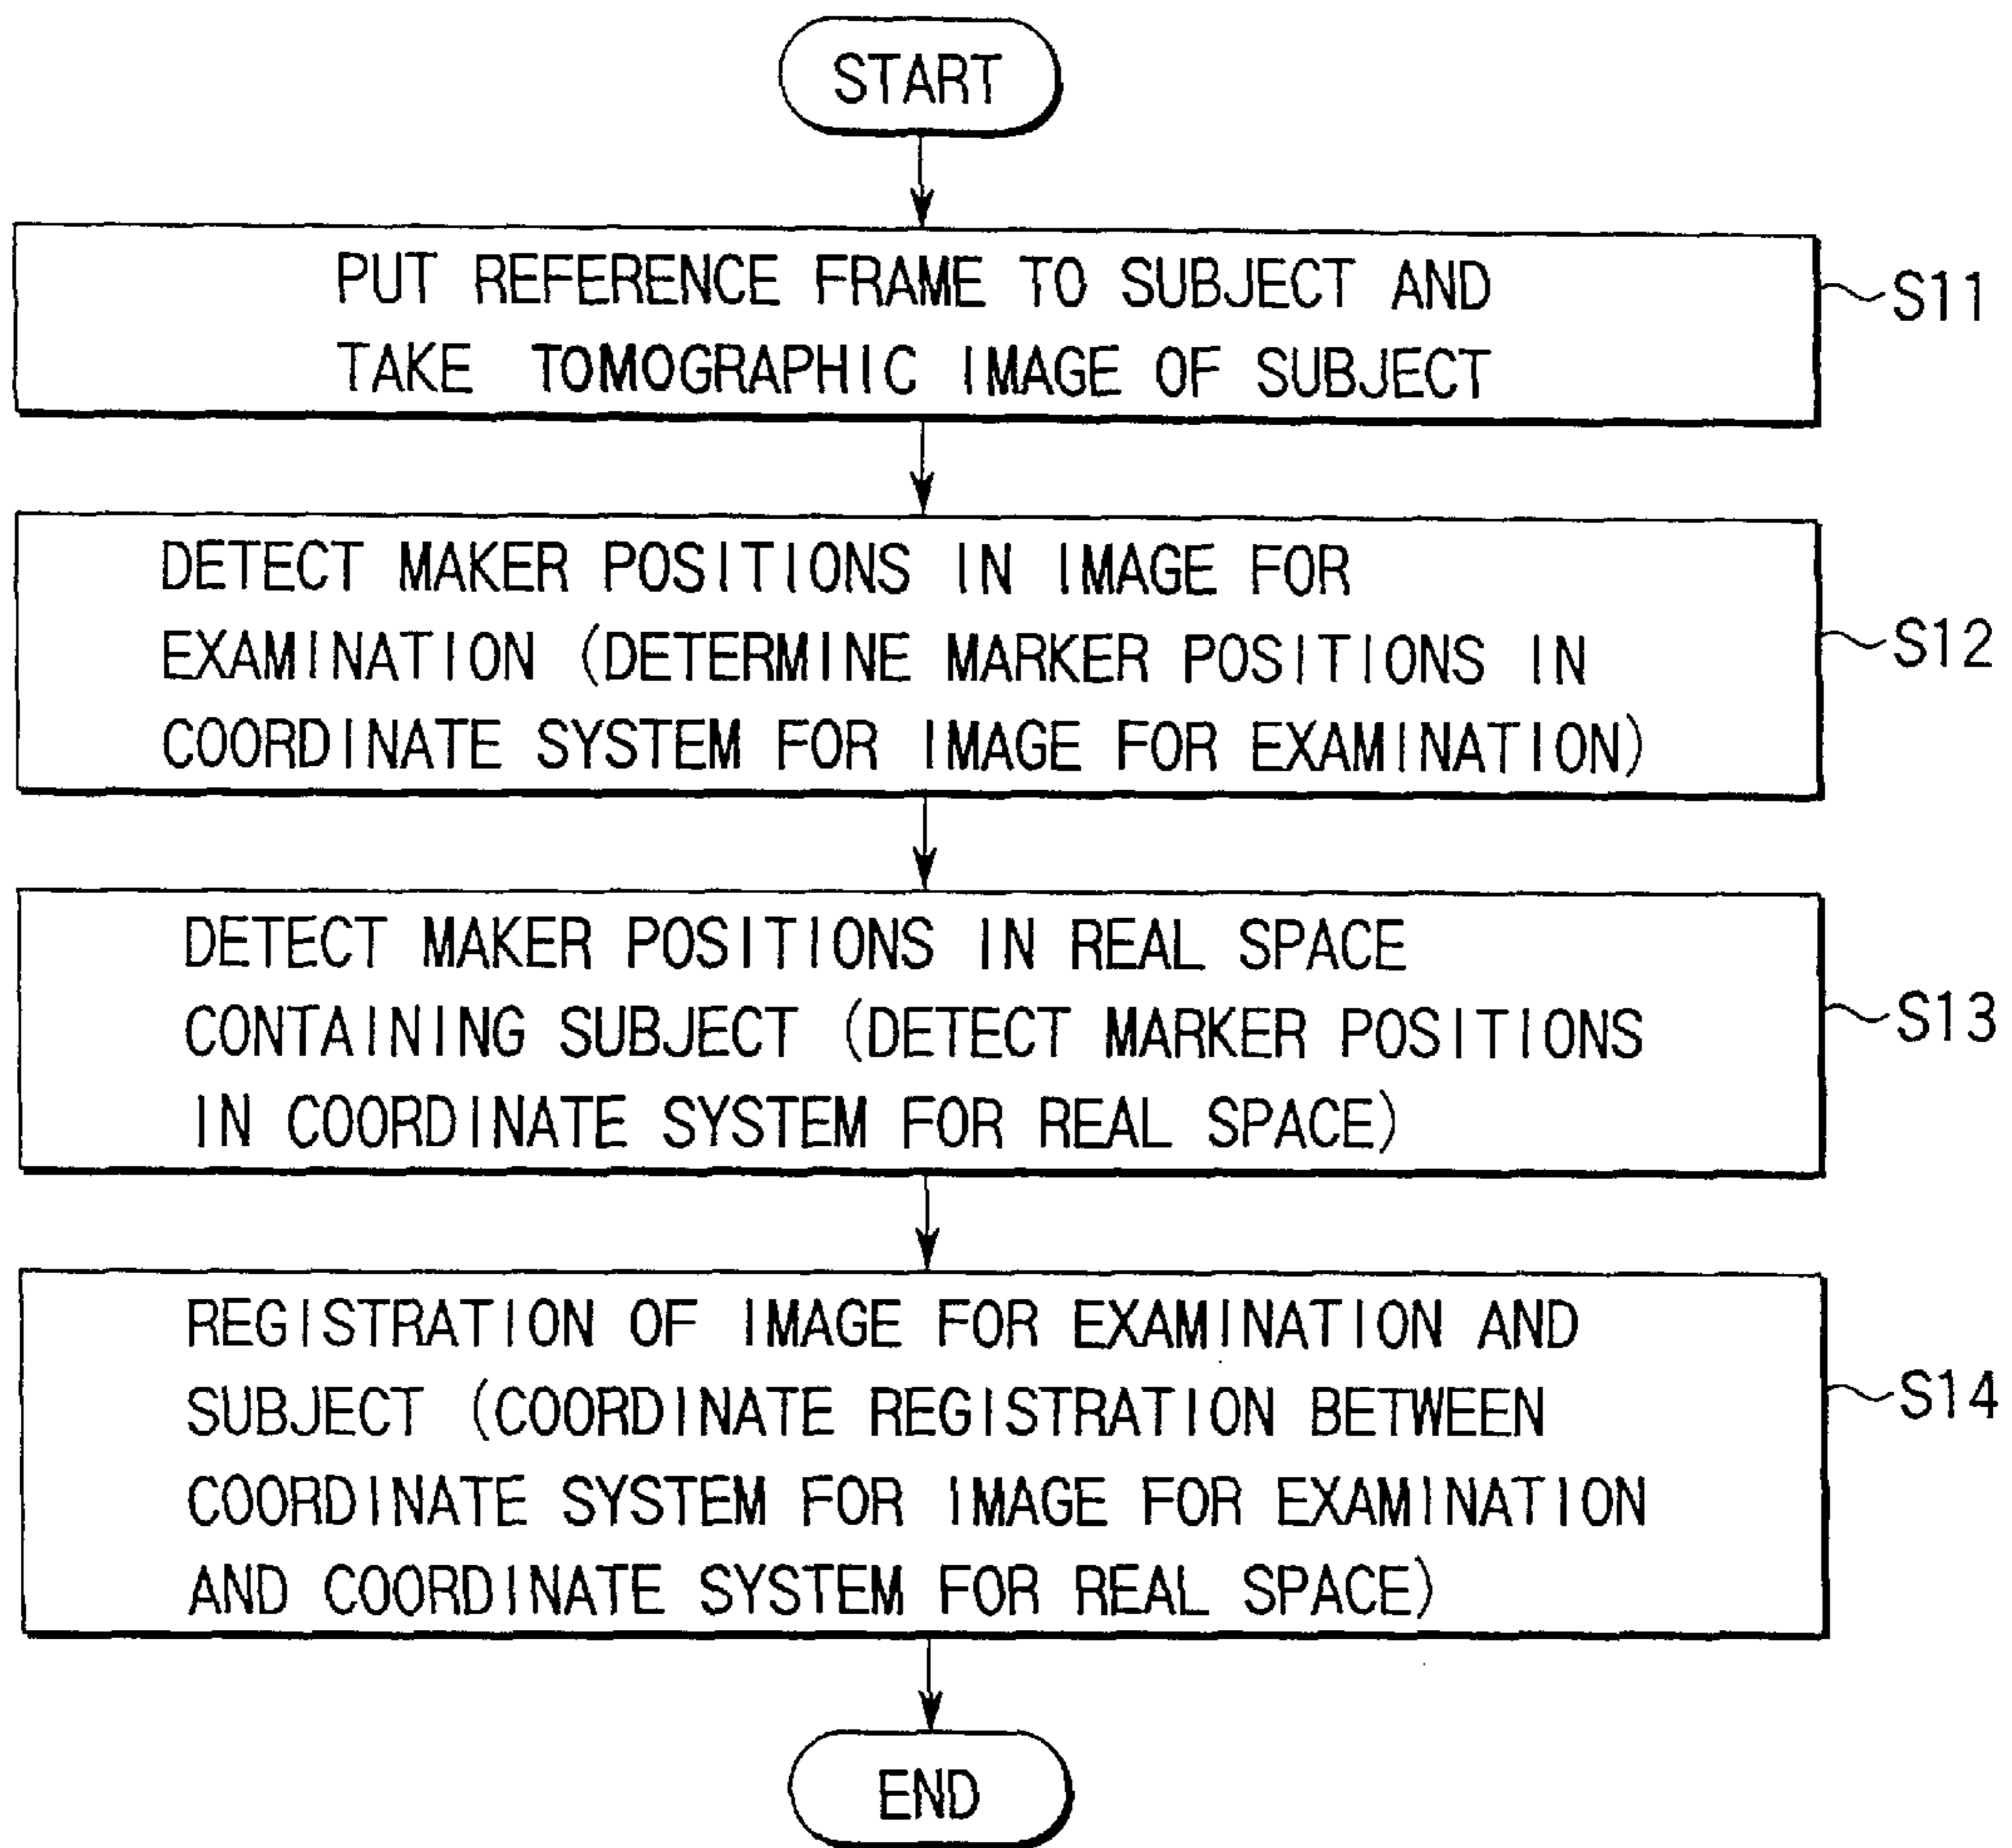 START
PUT REFERENCE FRAME TO SUBJECT AND
TAKE TOMOGRAPHIC IMAGE OF SUBJECT
S11
DETECT MAKER POSITIONS IN IMAGE FOR
EXAMINATION (DETERMINE MARKER POSITIONS IN
COORDINATE SYSTEM FOR IMAGE FOR EXAMINATION)
S12
DETECT MAKER POSITIONS IN REAL SPACE
CONTAINING SUBJECT (DETECT MARKER POSITIONS
IN COORDINATE SYSTEM FOR REAL SPACE)
S13
REGISTRATION OF IMAGE FOR EXAMINATION AND
SUBJECT (COORDINATE REGISTRATION BETWEEN
COORDINATE SYSTEM FOR IMAGE FOR EXAMINATION
AND COORDINATE SYSTEM FOR REAL SPACE)
S14
END